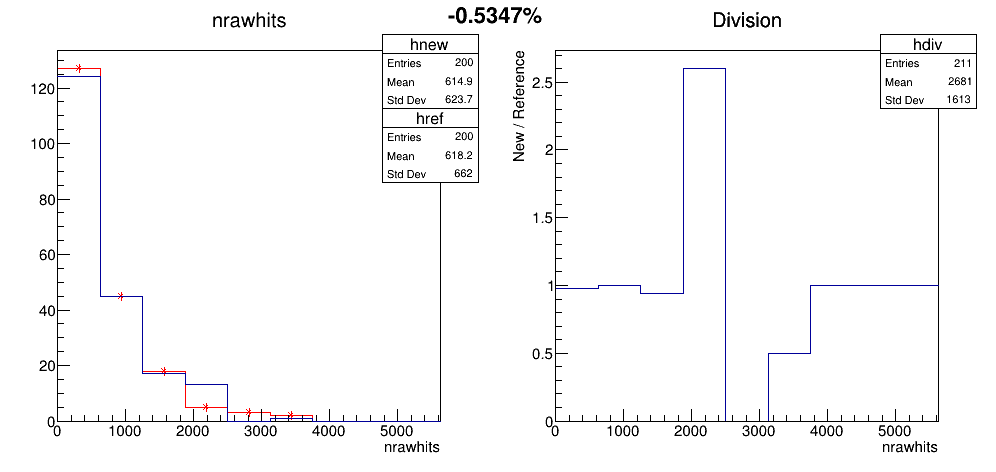 -0.5347%
nrawhits
hnew
Entries 200
Mean 614.9
Std Dev 623.7
href
Entries 200
Mean 618.2
Std Dev 662
120
100
80
60
40
20
0
0 1000 2000 3000 4000 5000
nrawhits
Division
hdiv
Entries 211
Mean 2681
Std Dev 1613
New / Reference
2.5
2
1.5
1
0.5
0
0 1000 2000 3000 4000 5000
nrawhits